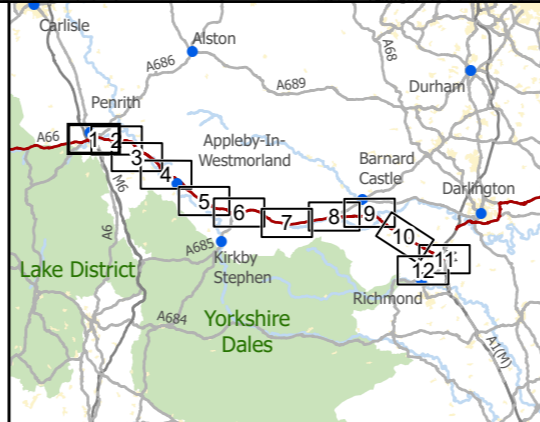 Carlisle
Alston
A686
A68
A689
Durham
Penrith
A66
1
2
3
4
5
6
7
8
9
10
11
12
Appleby-In-
Westmorland
Barnard
Castle
Darlington
M6
A6
Lake District
A685
Kirkby
Stephen
Richmond
A684
Yorkshire
Dales
A1(M)